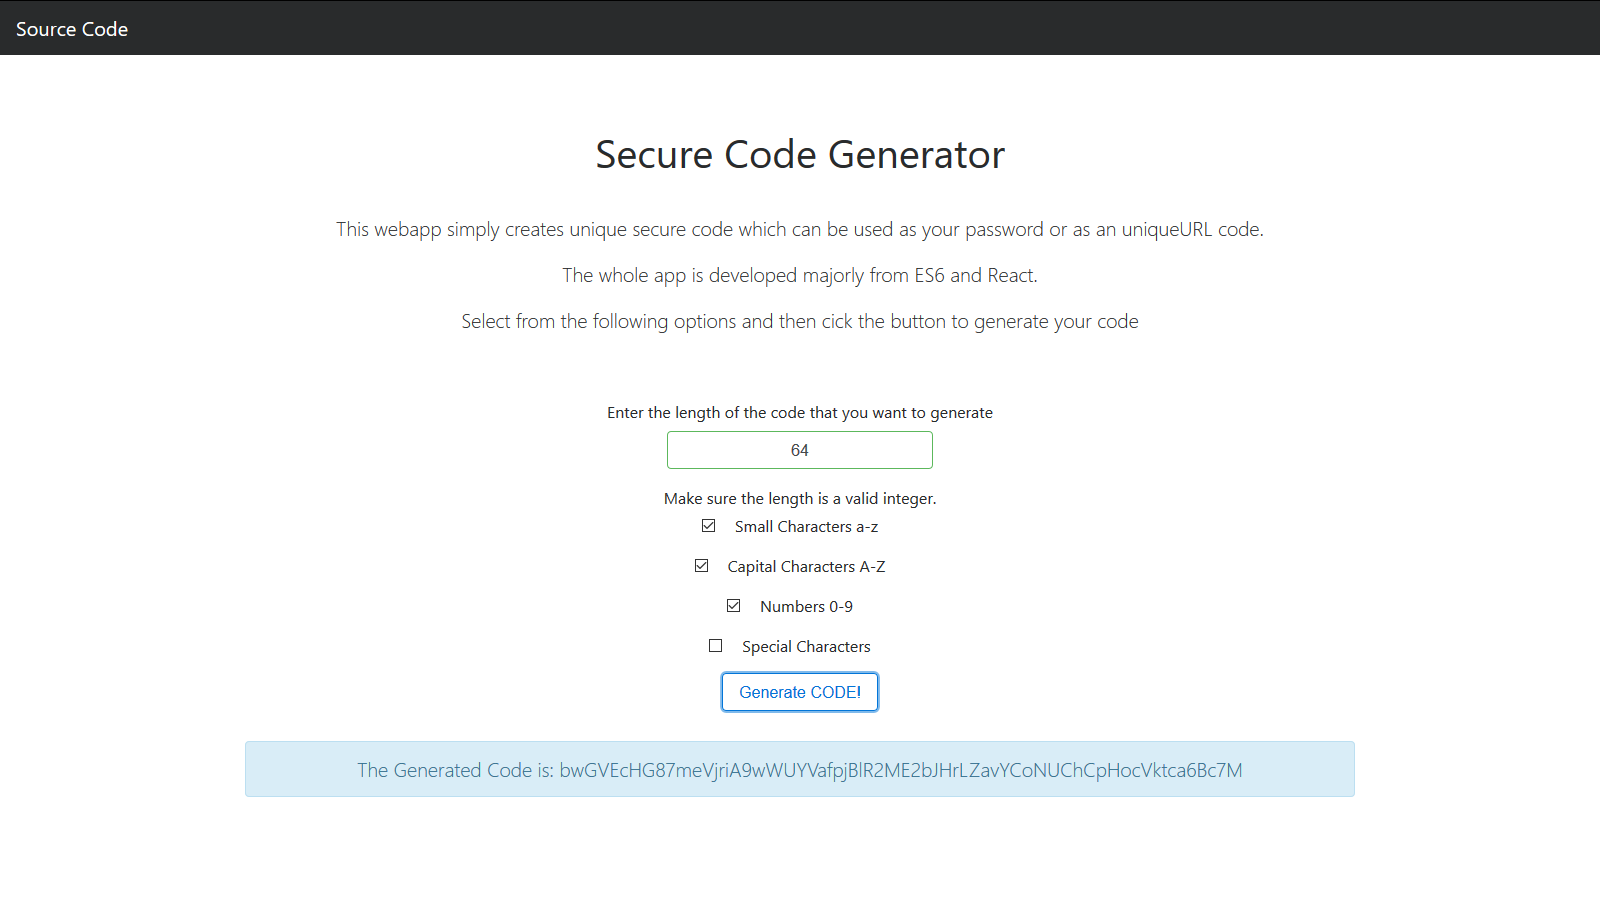 Source Code
Secure Code Generator
This webapp simply creates unique secure code which can be used as your password or as an uniqueURL code.
The whole app is developed majorly from ES6 and React.
Select from the following options and then cick the button to generate your code
Enter the length of the code that you want to generate
64
Make sure the length is a valid integer.
Small Characters a-z
Capital Characters A-Z
Numbers 0-9
Special Characters
Generate CODE!
The Generated Code is: bwGVEcHG87meVjriA9wWUYVafpjBlR2ME2bJHrLZavYCoNUChCpHocVktca6Bc7M